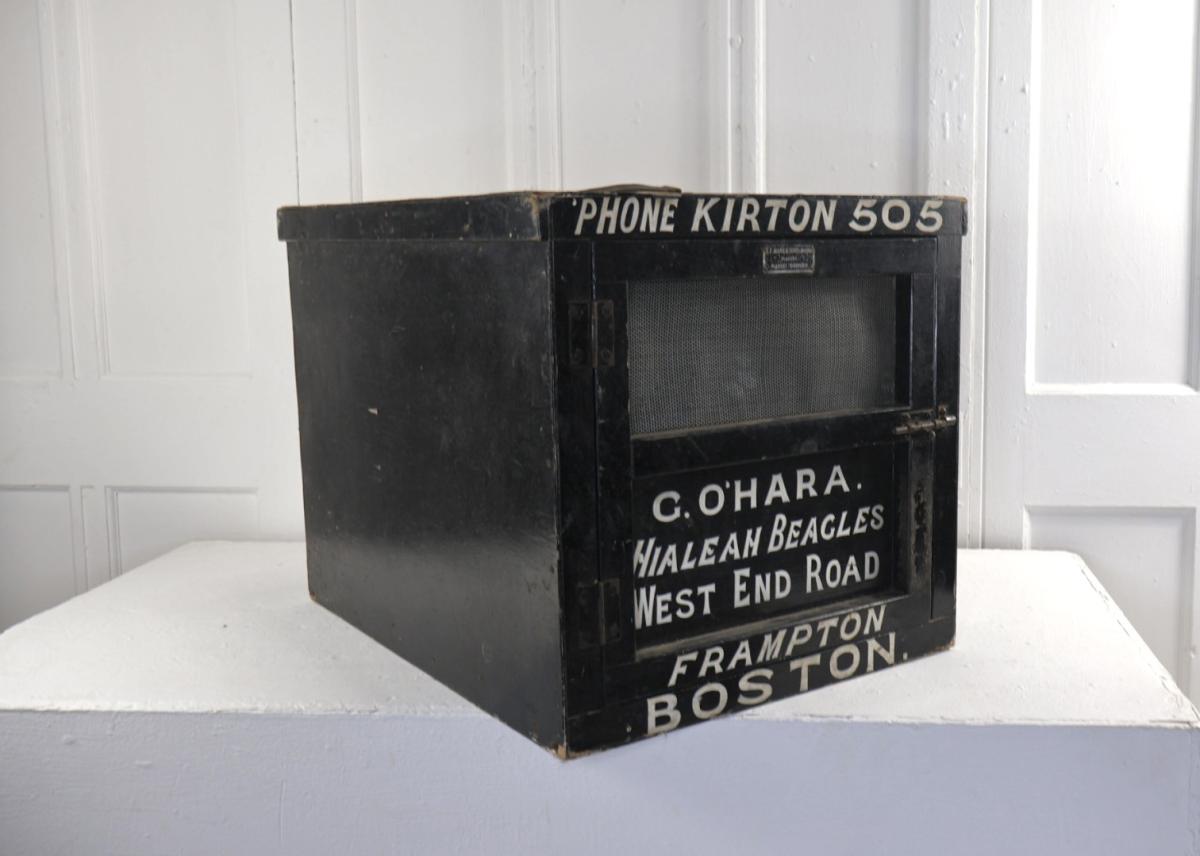 'PHONE KIRTON 505
G. O'HARA.
HIALEAH BEAGLES
WEST END ROAD
FRAMPTON
BOSTON.